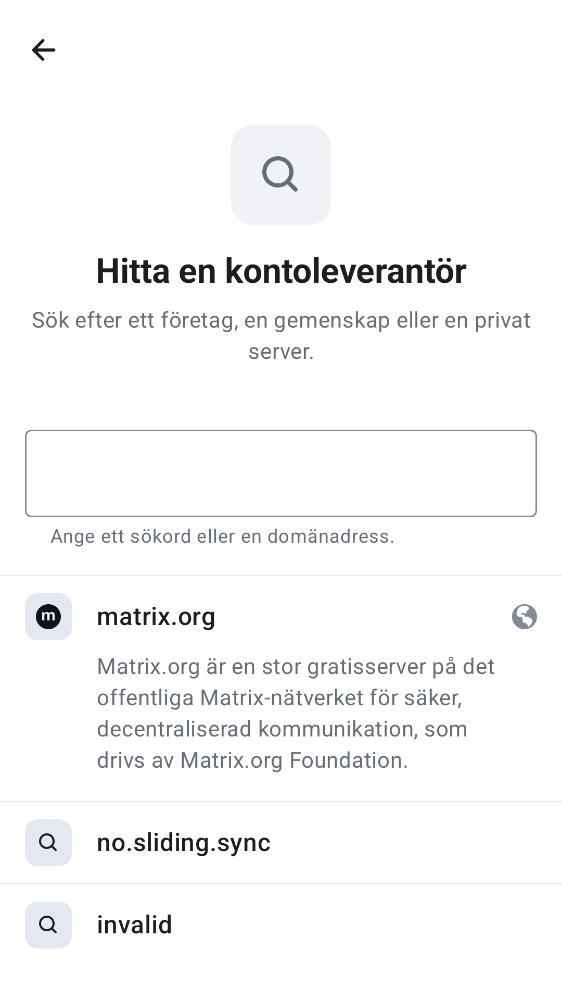 Hitta en kontoleverantör
Sök efter ett företag, en gemenskap eller en privat
server.
Ange ett sökord eller en domänadress.
m
matrix.org
Matrix.org är en stor gratisserver på det
offentliga Matrix-nätverket för säker,
decentraliserad kommunikation, som
drivs av Matrix.org Foundation.
no.sliding.sync
invalid